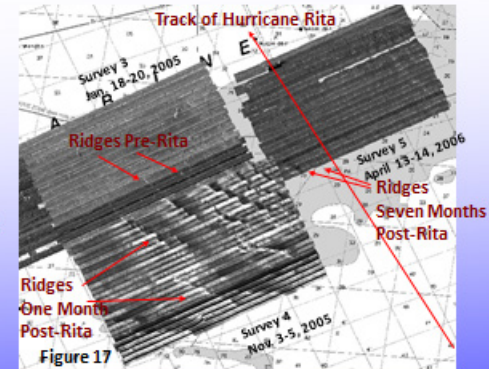 Track of Hurricane Rita
Survey 3
Jan. 18-20, 2005
A B I N E
Ridges Pre-Rita
Survey 5
April 13-14, 2006
Ridges
Seven Months
Post-Rita
Ridges
One Month
Post-Rita
Survey 4
Nov. 3-5, 2005
Figure 17